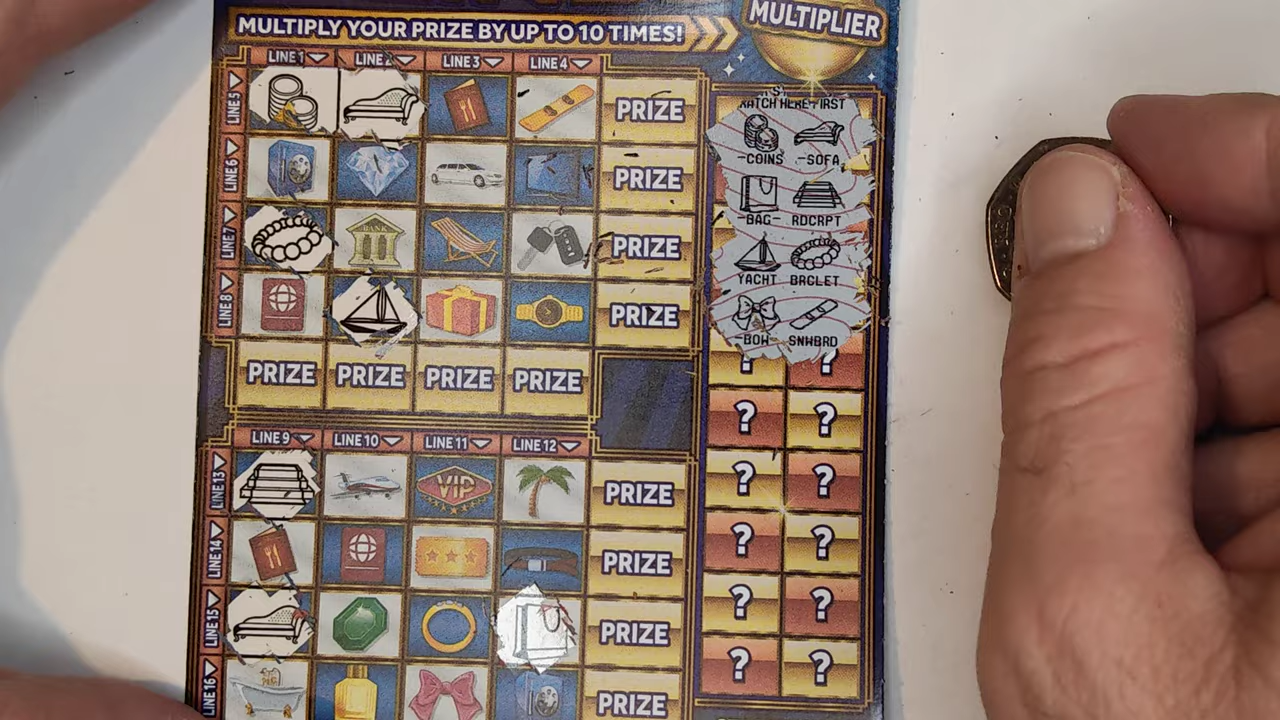 MULTIPLY YOUR PRIZE BY UP TO 10 TIMES!
MULTIPLIER
LINE 1 LINE 2 LINE 3 LINE 4
LINE 5
PRIZE
LINE 6
PRIZE
LINE 7
BANK
PRIZE
LINE 8
PRIZE
PRIZE PRIZE PRIZE PRIZE
HERE FIRST
-COINS -SOFA
-BAG- RDCRPT
YACHT BRCLET
-BOW- SNWBRD
? ?
? ?
? ?
? ?
? ?
? ?
LINE 9 LINE 10 LINE 11 LINE 12
LINE 13
VIP
PRIZE
LINE 14
PRIZE
LINE 15
PRIZE
LINE 16
PRIZE